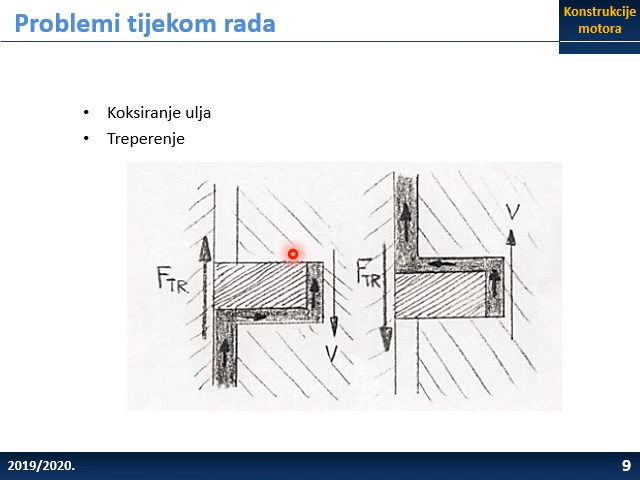 Problemi tijekom rada
Konstrukcije
motora
• Koksiranje ulja
• Treperenje
FTR
V
FTR
V
2019/2020.
9